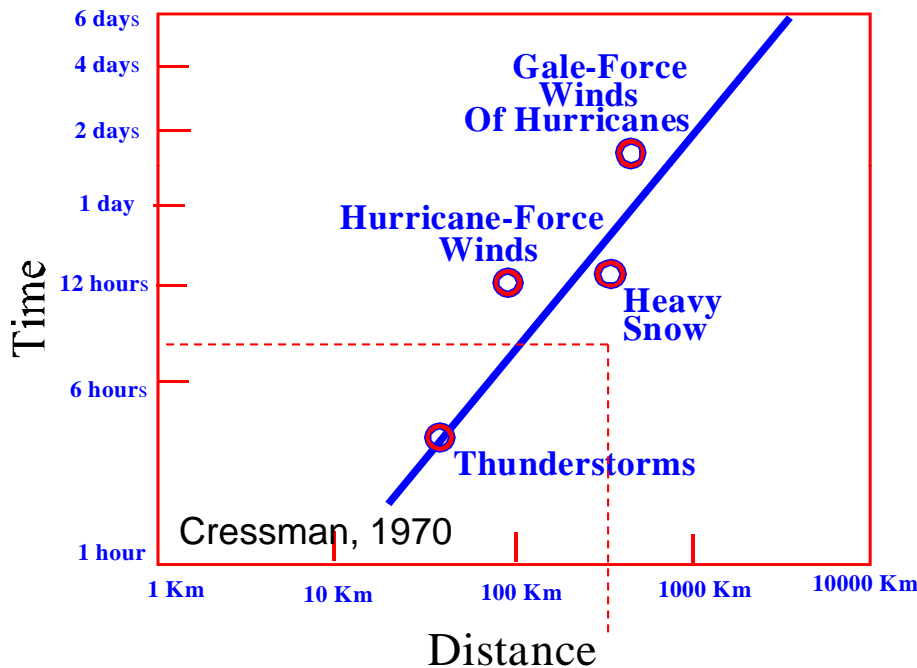 6 days
4 days
2 days
1 day
12 hours
6 hours
1 hour
Time
Gale-Force
Winds
Of Hurricanes
Hurricane-Force
Winds
Heavy
Snow
Thunderstorms
Cressman, 1970
1 Km
10 Km
100 Km
1000 Km
10000 Km
Distance